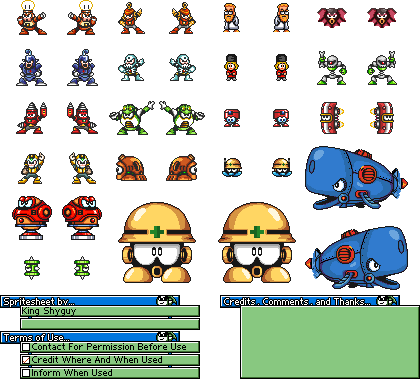 Spritesheet by...
King Shyguy
Credits, Comments, and Thanks...
Terms of Use...
Contact For Permission Before Use
Credit Where And When Used
Inform When Used